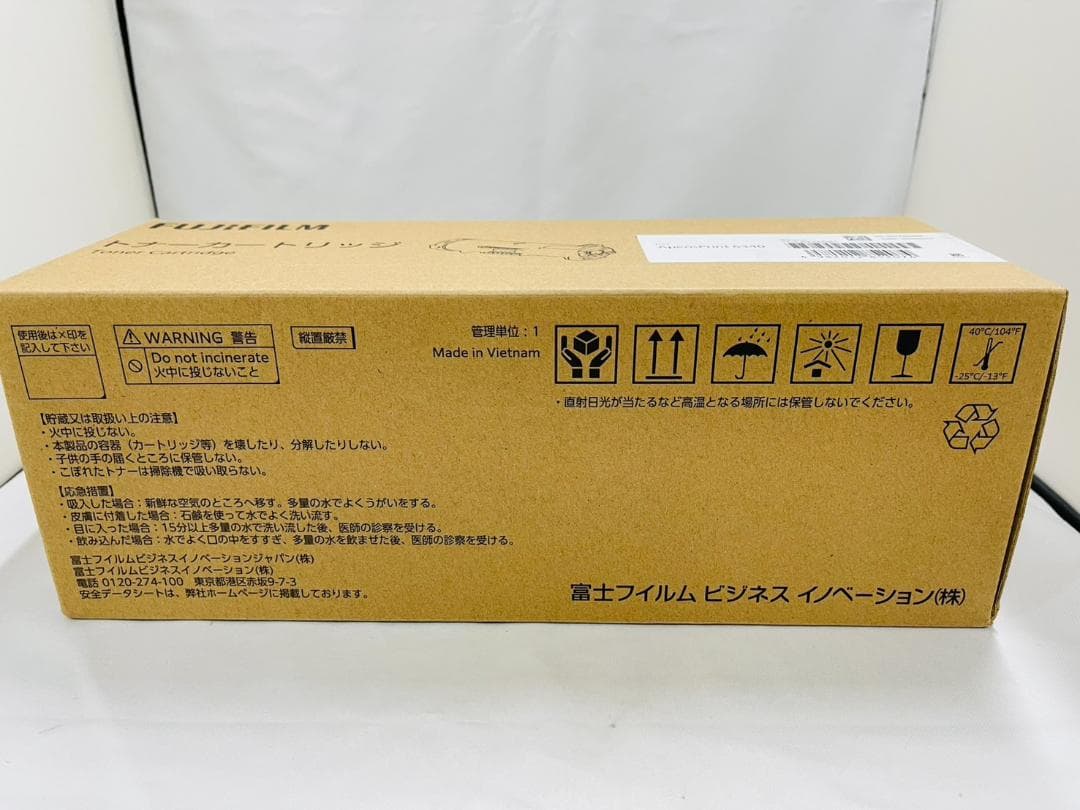 FUJIFILM
トナーカートリッジ
Toner Cartridge
使用後は×印を
記入して下さい
WARNING 警告
Do not incinerate
火中に投じないこと
縦置厳禁
管理単位：1
Made in Vietnam
40°C/104°F
-25°C/-13°F
・直射日光が当たるなど高温となる場所には保管しないでください。
【貯蔵又は取扱い上の注意】
・火中に投じない。
・本製品の容器（カートリッジ等）を壊したり、分解したりしない。
・子供の手の届くところに保管しない。
・こぼれたトナーは掃除機で吸い取らない。
【応急措置】
・吸入した場合：新鮮な空気のところへ移す。多量の水でよくうがいをする。
・皮膚に付着した場合：石鹸を使って水でよく洗い流す。
・目に入った場合：15分以上多量の水で洗い流した後、医師の診察を受ける。
・飲み込んだ場合：水でよく口の中をすすぎ、多量の水を飲ませた後、医師の診察を受ける。
富士フイルムビジネスイノベーションジャパン(株)
富士フイルムビジネスイノベーション(株)
電話 0120-274-100 東京都港区赤坂9-7-3
安全データシートは、弊社ホームページに掲載しております。
富士フイルム ビジネス イノベーション(株)